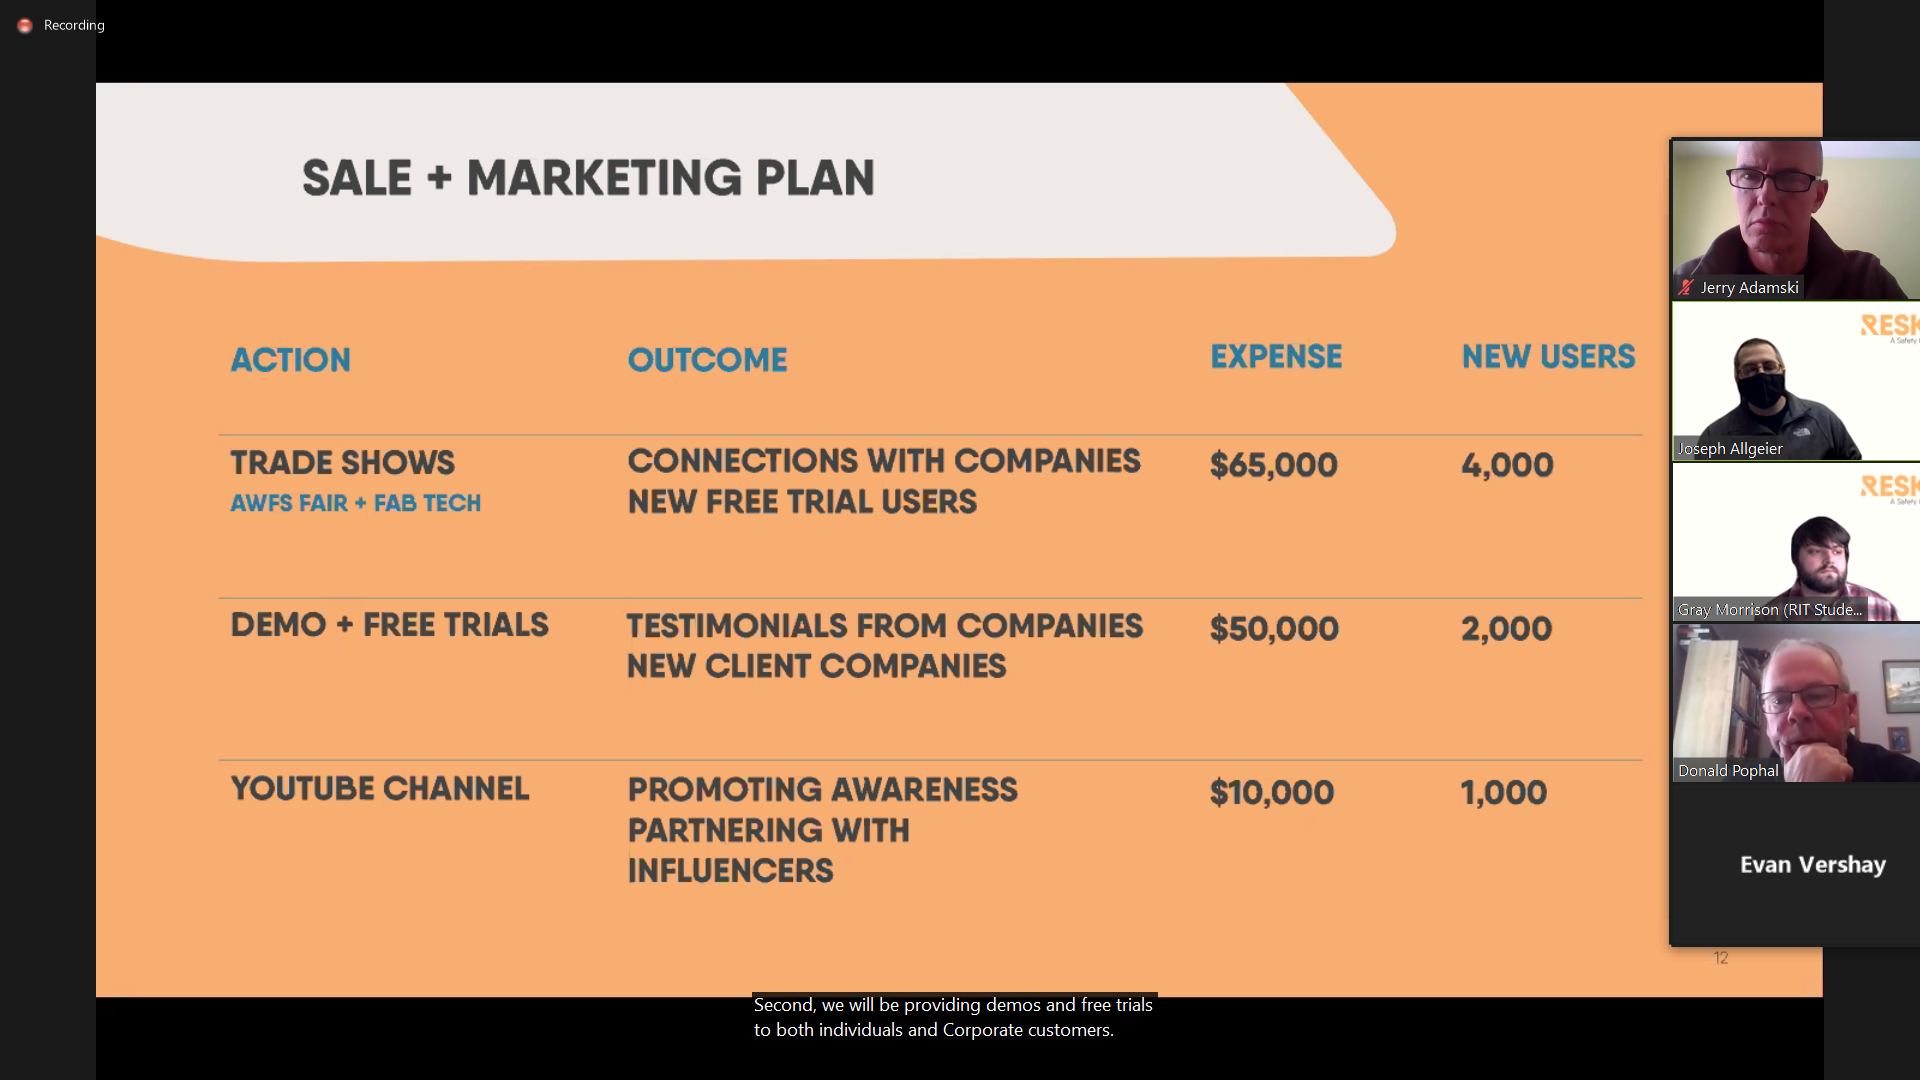 Recording
SALE + MARKETING PLAN
ACTION OUTCOME EXPENSE NEW USERS
TRADE SHOWS CONNECTIONS WITH COMPANIES $65,000 4,000
AWFS FAIR + FAB TECH NEW FREE TRIAL USERS
DEMO + FREE TRIALS TESTIMONIALS FROM COMPANIES $50,000 2,000
NEW CLIENT COMPANIES
YOUTUBE CHANNEL PROMOTING AWARENESS $10,000 1,000
PARTNERING WITH
INFLUENCERS
12
Second, we will be providing demos and free trials
to both individuals and Corporate customers.
Jerry Adamski
RESK
A Safety
Joseph Allgeier
RESK
A Safety
Gray Morrison (RIT Stude...
Donald Pophal
Evan Vershay